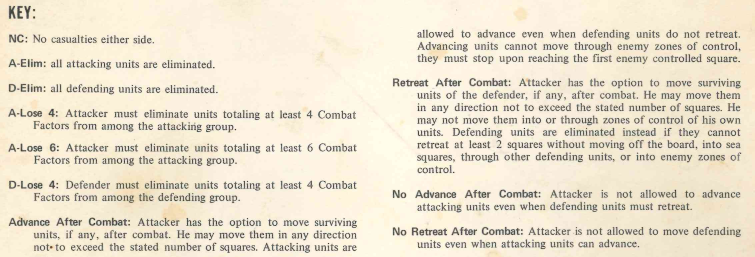 KEY:
NC: No casualties either side.
A-Elim: all attacking units are eliminated.
D-Elim: all defending units are eliminated.
A-Lose 4: Attacker must eliminate units totaling at least 4 Combat
Factors from among the attacking group.
A-Lose 6: Attacker must eliminate units totaling at least 6 Combat
Factors from among the attacking group.
D-Lose 4: Defender must eliminate units totaling at least 4 Combat
Factors from among the defending group.
Advance After Combat: Attacker has the option to move surviving
units, if any, after combat. He may move them in any direction
not to exceed the stated number of squares. Attacking units are
allowed to advance even when defending units do not retreat.
Advancing units cannot move through enemy zones of control,
they must stop upon reaching the first enemy controlled square.
Retreat After Combat: Attacker has the option to move surviving
units of the defender, if any, after combat. He may move them
in any direction not to exceed the stated number of squares. He
may not move them into or through zones of control of his own
units. Defending units are eliminated instead if they cannot
retreat at least 2 squares without moving off the board, into sea
squares, through other defending units, or into enemy zones of
control.
No Advance After Combat: Attacker is not allowed to advance
attacking units even when defending units must retreat.
No Retreat After Combat: Attacker is not allowed to move defending
units even when attacking units can advance.